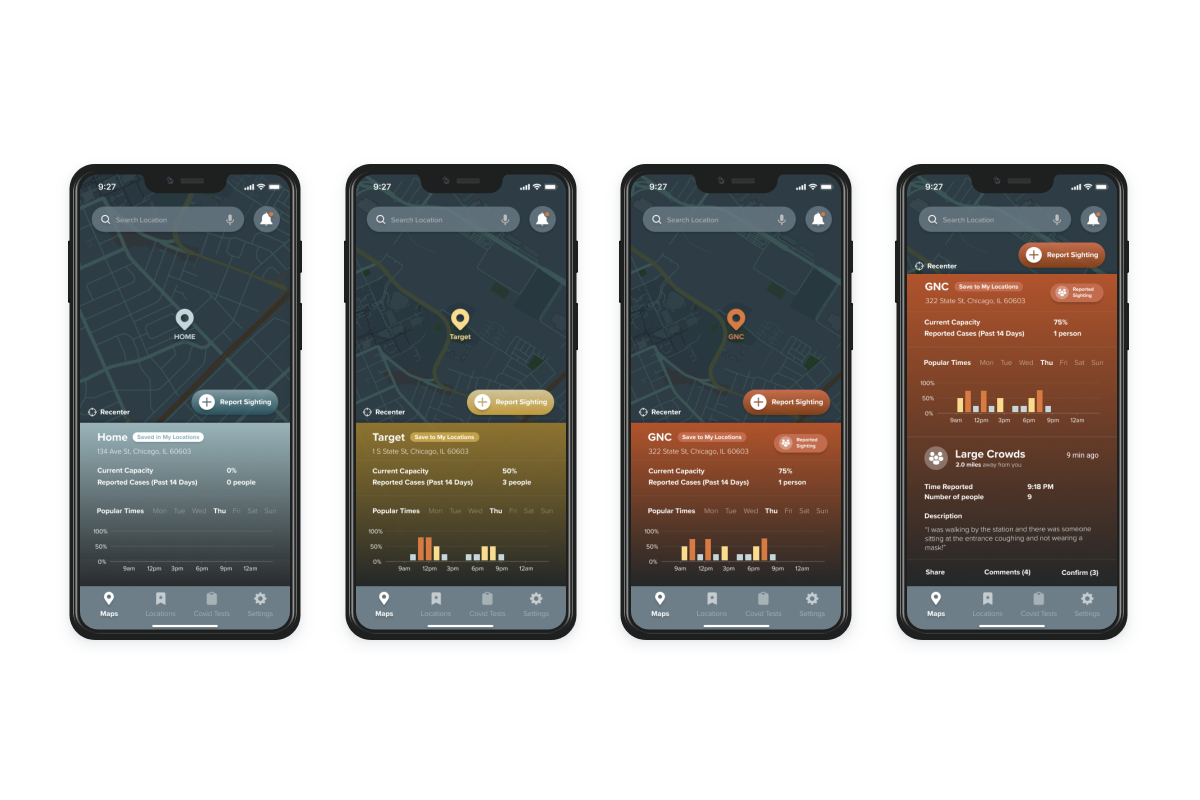 9:27
Search Location
HOME
Report Sighting
Recenter
Home Saved in My Locations
134 Ave St, Chicago, IL 60603
Current Capacity 0%
Reported Cases (Past 14 Days) 0 people
Popular Times Mon Tue Wed Thu Fri Sat Sun
100%
50%
0%
9am 12pm 3pm 6pm 9pm 12am
Maps Locations Covid Tests Settings
9:27
Search Location
Target
Report Sighting
Recenter
Target Save to My Locations
1 S State St, Chicago, IL 60603
Current Capacity 50%
Reported Cases (Past 14 Days) 3 people
Popular Times Mon Tue Wed Thu Fri Sat Sun
100%
50%
0%
9am 12pm 3pm 6pm 9pm 12am
Maps Locations Covid Tests Settings
9:27
Search Location
GNC
Report Sighting
Recenter
GNC Save to My Locations
Reported
Sighting
322 State St, Chicago, IL 60603
Current Capacity 75%
Reported Cases (Past 14 Days) 1 person
Popular Times Mon Tue Wed Thu Fri Sat Sun
100%
50%
0%
9am 12pm 3pm 6pm 9pm 12am
Maps Locations Covid Tests Settings
9:27
Search Location
Report Sighting
Recenter
GNC Save to My Locations
Reported
Sighting
322 State St, Chicago, IL 60603
Current Capacity 75%
Reported Cases (Past 14 Days) 1 person
Popular Times Mon Tue Wed Thu Fri Sat Sun
100%
50%
0%
9am 12pm 3pm 6pm 9pm 12am
Large Crowds 9 min ago
2.0 miles away from you
Time Reported 9:18 PM
Number of people 9
Description
"I was walking by the station and there was someone
sitting at the entrance coughing and not wearing a
mask!"
Share Comments (4) Confirm (3)
Maps Locations Covid Tests Settings